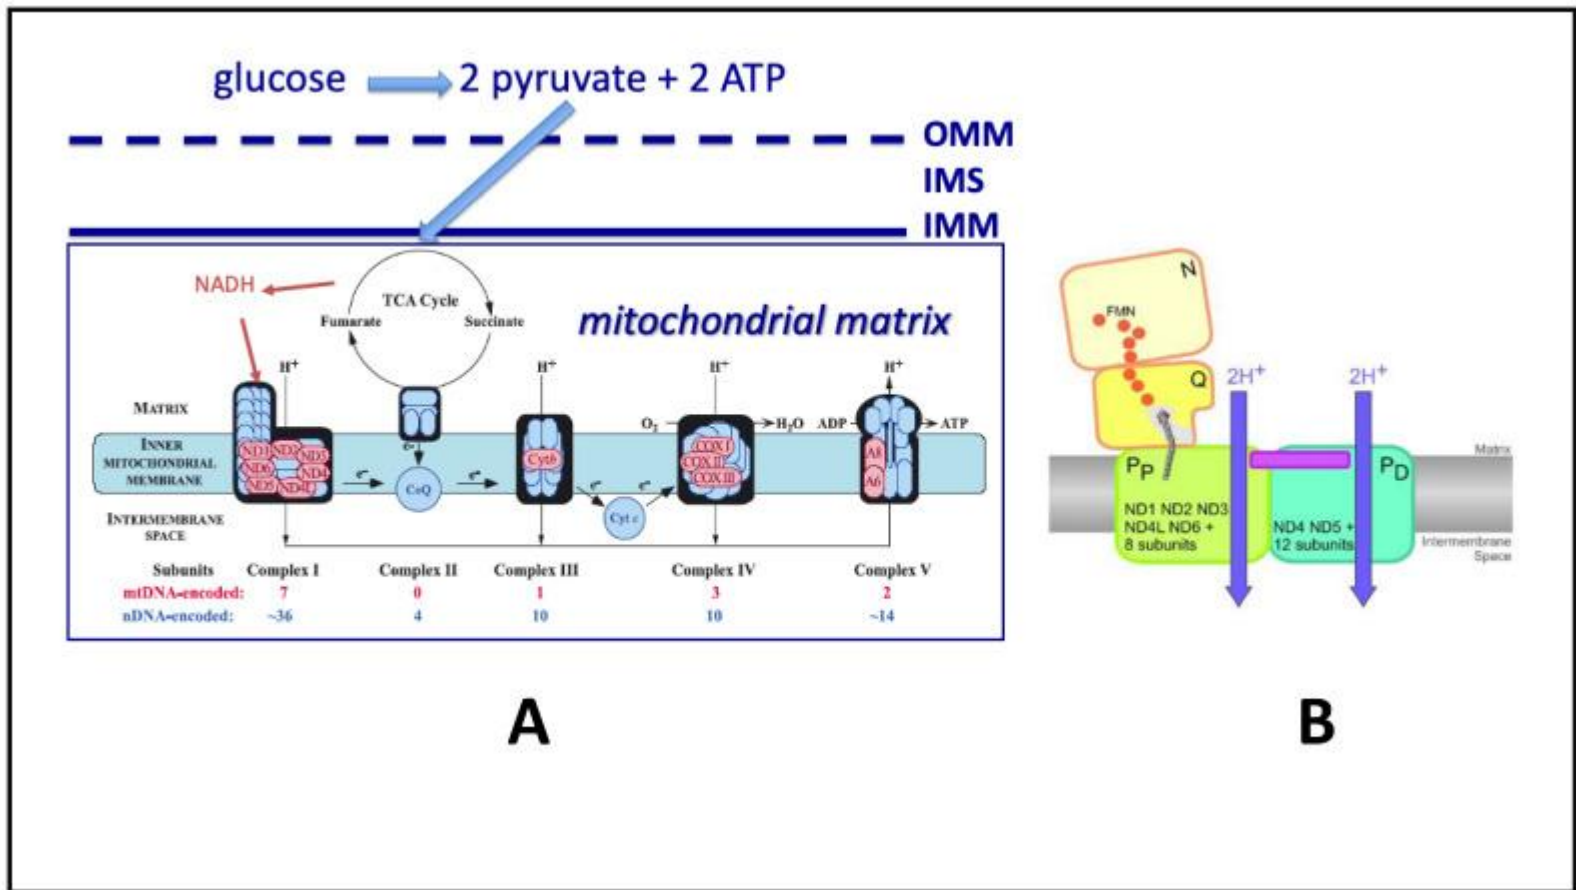 glucose 2 pyruvate + 2 ATP
OMM
IMS
IMM
NADH
TCA Cycle
Fumarate Succinate
mitochondrial matrix
H+ H+ H+ H+
MATRIX
O2 H2O ADP ATP
INNER
MITOCHONDRIAL
MEMBRANE
ND1 ND2 ND3
ND6 ND4
ND5 ND4L
e- e- e- e- e-
CoQ
Cytb
Cyt c
COX I
COX II
COX III
A8
A6
INTERMEMBRANE
SPACE
Subunits Complex I Complex II Complex III Complex IV Complex V
mtDNA-encoded: 7 0 1 3 2
nDNA-encoded: ~36 4 10 10 ~14
A
N
FMN
Q
2H+ 2H+
Matrix
PP PD
ND1 ND2 ND3
ND4L ND6 +
8 subunits
ND4 ND5 +
12 subunits
Intermembrane
Space
B